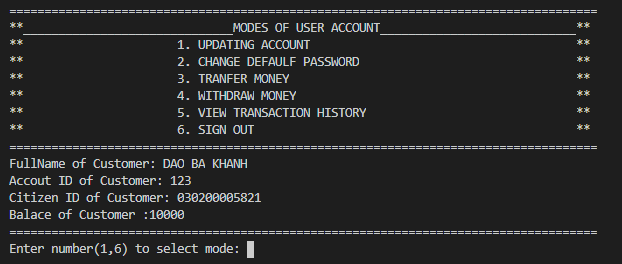 ====================================================================================
**______________________________MODES OF USER ACCOUNT____________________________**
** 1. UPDATING ACCOUNT **
** 2. CHANGE DEFAULF PASSWORD **
** 3. TRANFER MONEY **
** 4. WITHDRAW MONEY **
** 5. VIEW TRANSACTION HISTORY **
** 6. SIGN OUT **
====================================================================================
FullName of Customer: DAO BA KHANH
Accout ID of Customer: 123
Citizen ID of Customer: 030200005821
Balace of Customer :10000
====================================================================================
Enter number(1,6) to select mode: